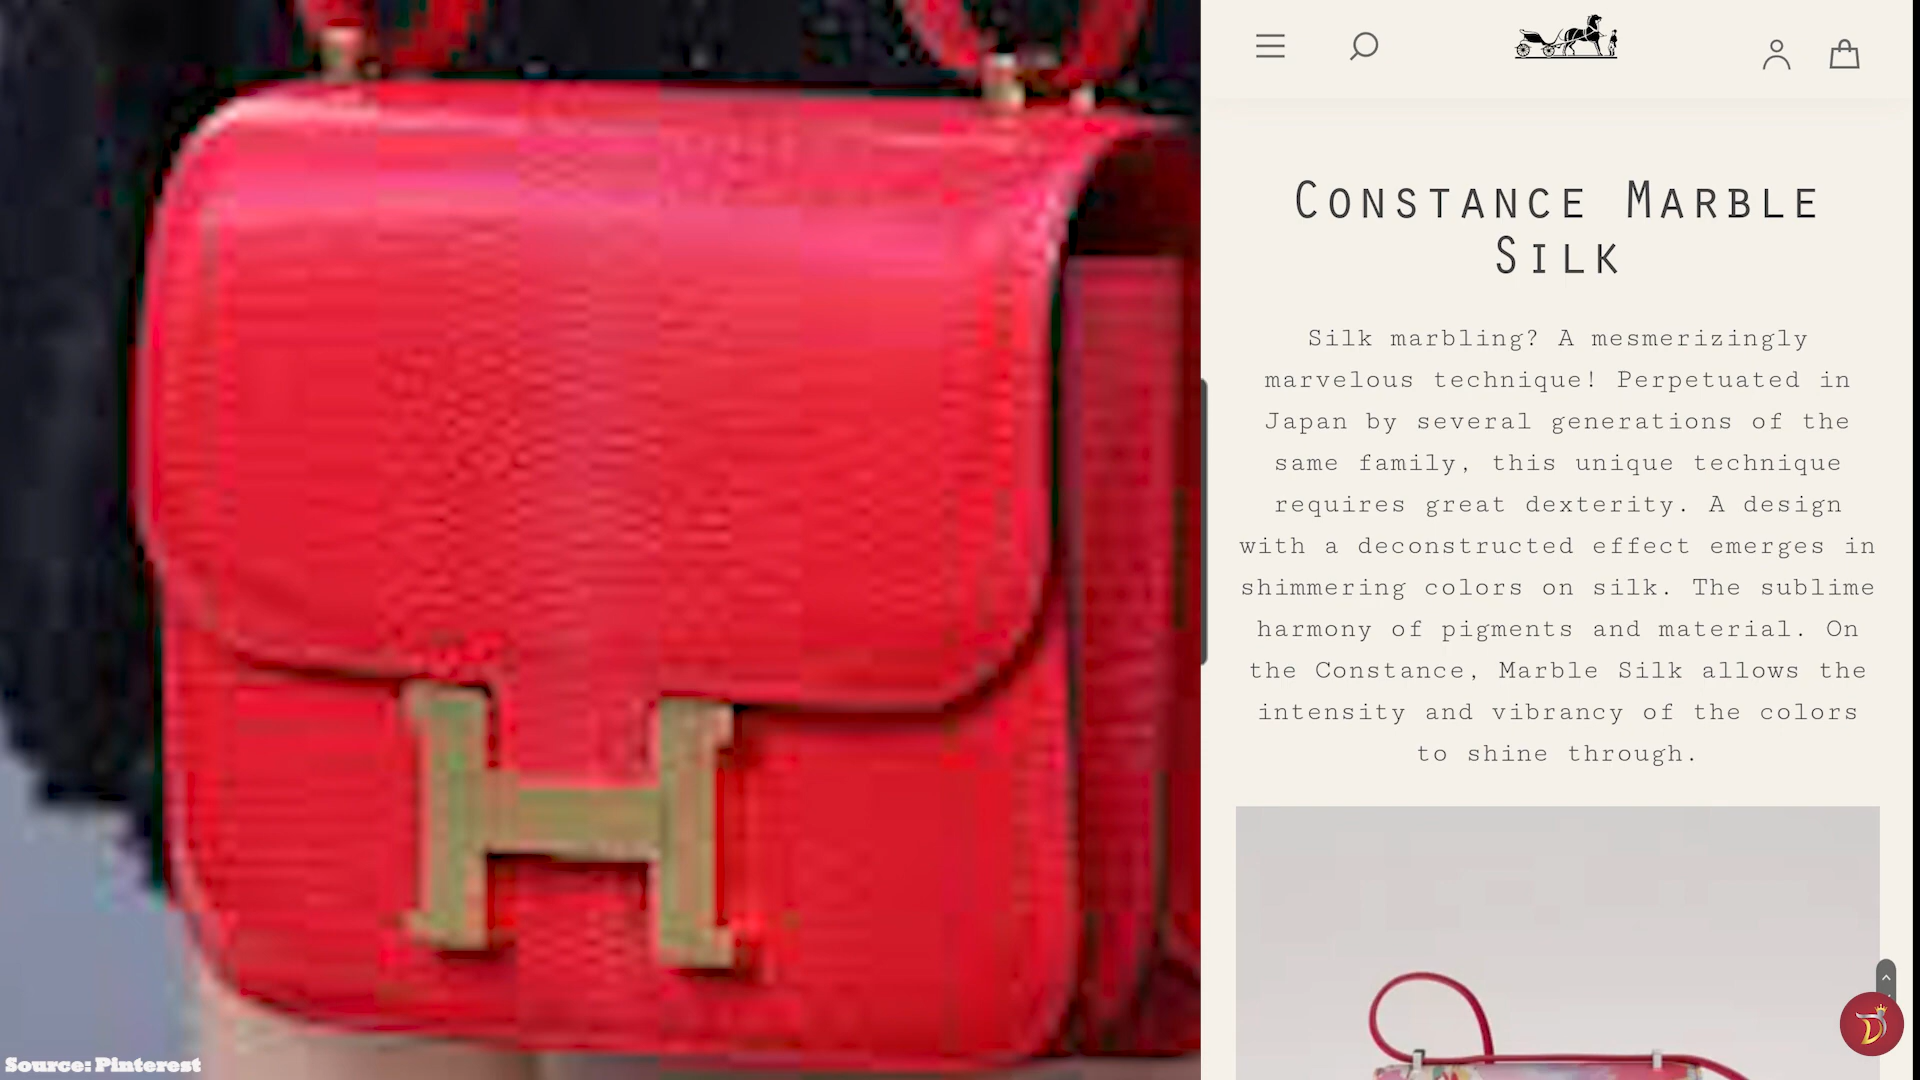 Constance Marble
Silk
Silk marbling? A mesmerizingly
marvelous technique! Perpetuated in
Japan by several generations of the
same family, this unique technique
requires great dexterity. A design
with a deconstructed effect emerges in
shimmering colors on silk. The sublime
harmony of pigments and material. On
the Constance, Marble Silk allows the
intensity and vibrancy of the colors
to shine through.
Source: Pinterest